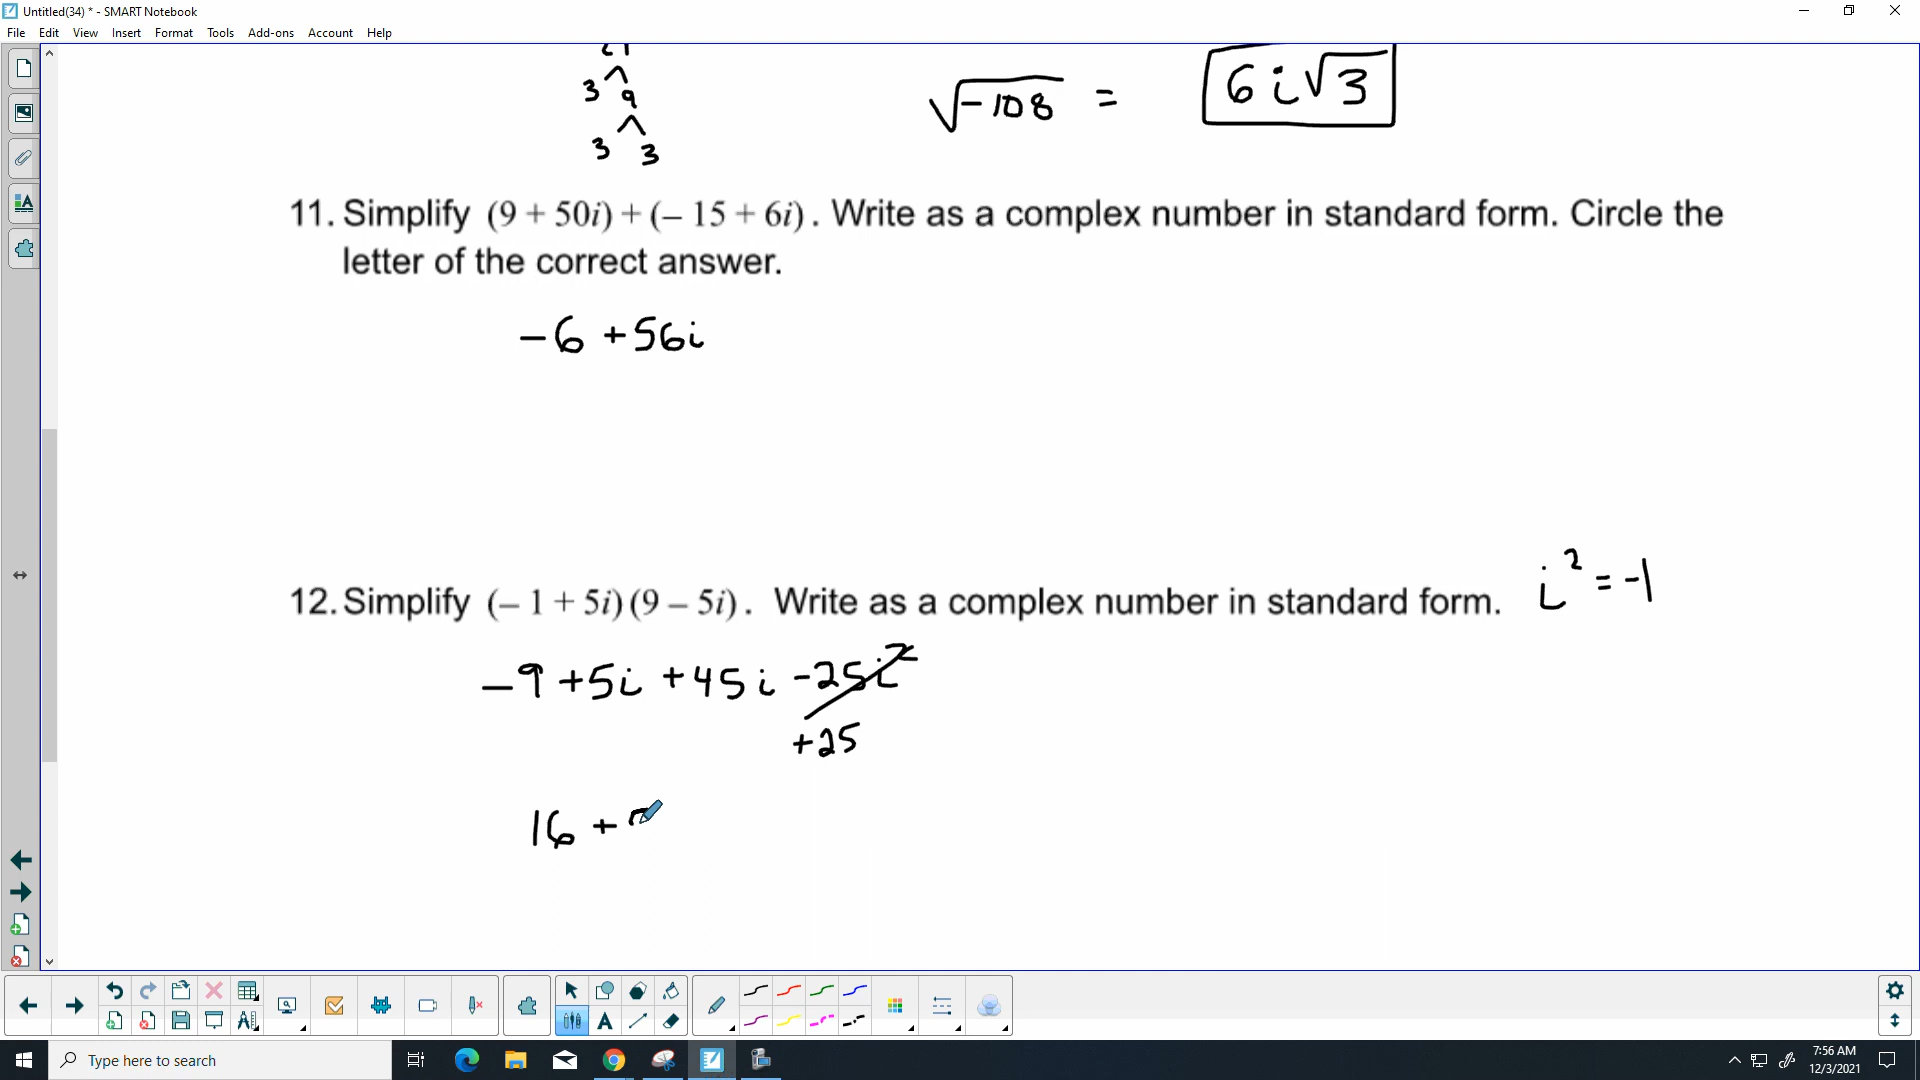 Untitled(34) * - SMART Notebook
File Edit View Insert Format Tools Add-ons Account Help
3 9
3 3
√-108 = 6i√3
11. Simplify (9 + 50i) + (– 15 + 6i). Write as a complex number in standard form. Circle the
letter of the correct answer.
-6 +56i
12. Simplify (– 1 + 5i)(9 – 5i). Write as a complex number in standard form. i² = -1
-9 +5i +45i -25i²
+25
16 +
Type here to search
7:56 AM
12/3/2021